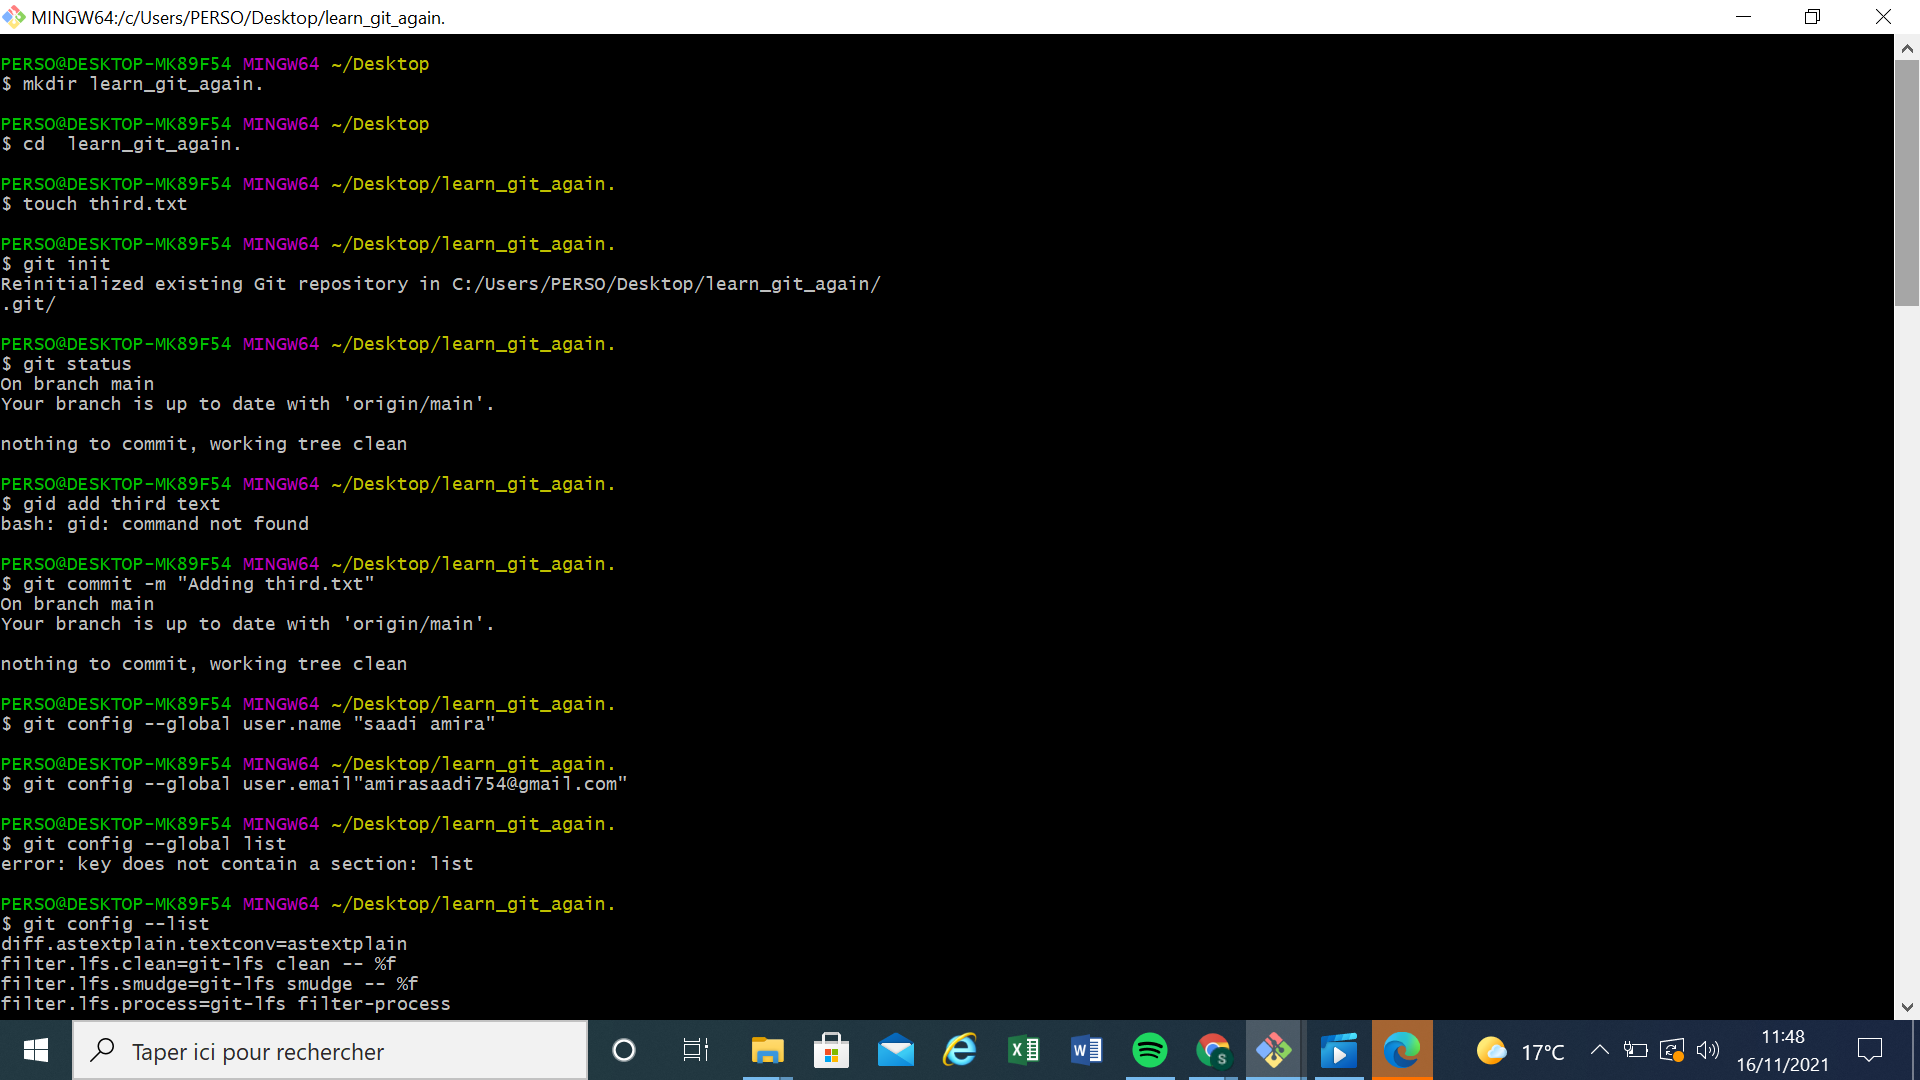 MINGW64:/c/Users/PERSO/Desktop/learn_git_again.
PERSO@DESKTOP-MK89F54 MINGW64 ~/Desktop
$ mkdir learn_git_again.
PERSO@DESKTOP-MK89F54 MINGW64 ~/Desktop
$ cd  learn_git_again.
PERSO@DESKTOP-MK89F54 MINGW64 ~/Desktop/learn_git_again.
$ touch third.txt
PERSO@DESKTOP-MK89F54 MINGW64 ~/Desktop/learn_git_again.
$ git init
Reinitialized existing Git repository in C:/Users/PERSO/Desktop/learn_git_again/
.git/
PERSO@DESKTOP-MK89F54 MINGW64 ~/Desktop/learn_git_again.
$ git status
On branch main
Your branch is up to date with 'origin/main'.
nothing to commit, working tree clean
PERSO@DESKTOP-MK89F54 MINGW64 ~/Desktop/learn_git_again.
$ gid add third text
bash: gid: command not found
PERSO@DESKTOP-MK89F54 MINGW64 ~/Desktop/learn_git_again.
$ git commit -m "Adding third.txt"
On branch main
Your branch is up to date with 'origin/main'.
nothing to commit, working tree clean
PERSO@DESKTOP-MK89F54 MINGW64 ~/Desktop/learn_git_again.
$ git config --global user.name "saadi amira"
PERSO@DESKTOP-MK89F54 MINGW64 ~/Desktop/learn_git_again.
$ git config --global user.email"amirasaadi754@gmail.com"
PERSO@DESKTOP-MK89F54 MINGW64 ~/Desktop/learn_git_again.
$ git config --global list
error: key does not contain a section: list
PERSO@DESKTOP-MK89F54 MINGW64 ~/Desktop/learn_git_again.
$ git config --list
diff.astextplain.textconv=astextplain
filter.lfs.clean=git-lfs clean -- %f
filter.lfs.smudge=git-lfs smudge -- %f
filter.lfs.process=git-lfs filter-process
Taper ici pour rechercher
S
17°C
11:48
16/11/2021